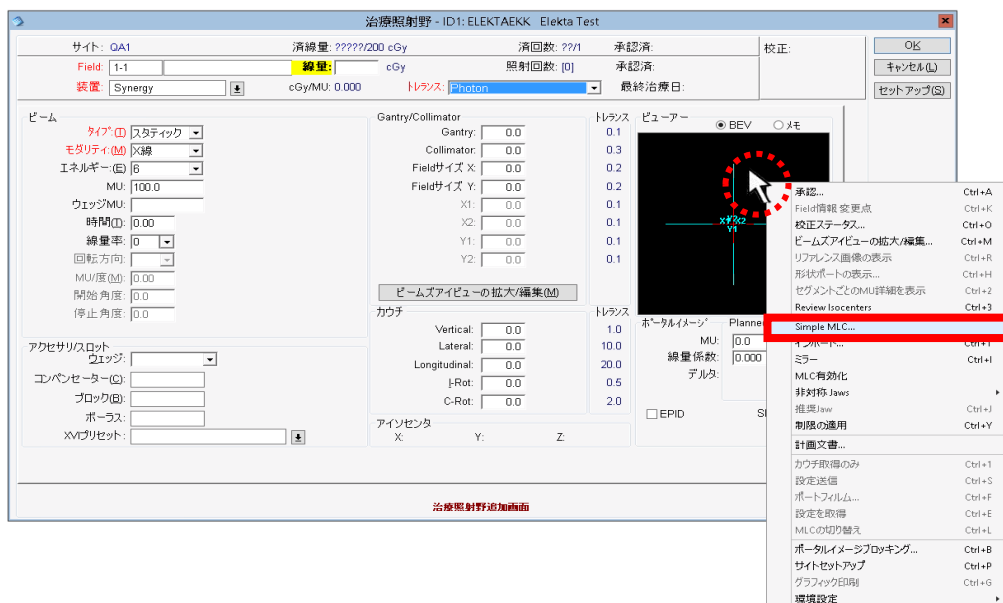 治療照射野 - ID1: ELEKTAEKK Elekta Test
サイト: QA1 済線量: ?????/200 cGy 済回数: ??/1 承認済: 校正: OK
Field: 1-1 線量: cGy 照射回数: [0] 承認済: キャンセル(L)
装置: Synergy cGy/MU: 0.000 トレランス: Photon 最終治療日: セットアップ(S)
ビーム
タイプ:(T) スタティック
モダリティ:(M) X線
エネルギー:(E) 6
MU: 100.0
ウェッジMU:
時間(T): 0.00
線量率: 0
回転方向:
MU/度(M): 0.00
開始角度: 0.0
停止角度: 0.0
アクセサリ/スロット
ウェッジ:
コンペンセーター(C):
ブロック(B):
ボーラス:
XVIプリセット:
Gantry/Collimator トレランス
Gantry: 0.0 0.1
Collimator: 0.0 0.3
Fieldサイズ X: 0.0 0.2
Fieldサイズ Y: 0.0 0.2
X1: 0.0 0.1
X2: 0.0 0.1
Y1: 0.0 0.1
Y2: 0.0 0.1
ビームズアイビューの拡大/編集(M)
カウチ トレランス
Vertical: 0.0 1.0
Lateral: 0.0 10.0
Longitudinal: 0.0 20.0
I-Rot: 0.0 0.5
C-Rot: 0.0 2.0
アイソセンタ
X: Y: Z:
ビューアー
BEV メモ
Y1
ポータルイメージ Planne
MU: 0.0
線量係数: 0.000
デルタ:
EPID
治療照射野追加画面
承認... Ctrl+A
Field情報 変更点 Ctrl+K
校正ステータス... Ctrl+O
ビームズアイビューの拡大/編集... Ctrl+M
リファレンス画像の表示 Ctrl+R
形状ポートの表示... Ctrl+H
セグメントごとのMU詳細を表示 Ctrl+2
Review Isocenters Ctrl+3
Simple MLC...
インポート... Ctrl+T
ミラー Ctrl+I
MLC有効化
非対称 Jaws
推奨Jaw Ctrl+J
制限の適用 Ctrl+Y
計画文書...
カウチ取得のみ Ctrl+1
設定送信 Ctrl+S
ポートフィルム... Ctrl+F
設定を取得 Ctrl+E
MLCの切り替え Ctrl+L
ポータルイメージブロッキング... Ctrl+B
サイトセットアップ Ctrl+P
グラフィック印刷 Ctrl+G
環境設定